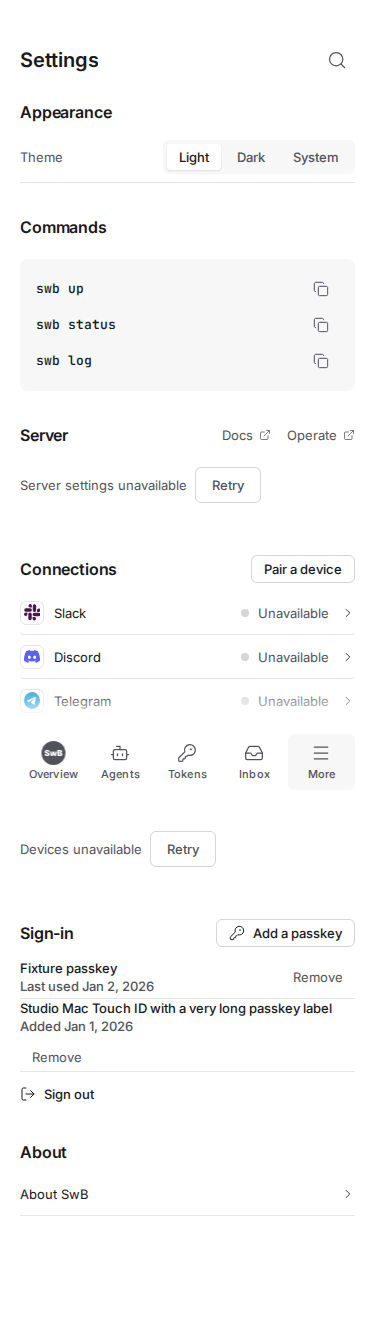 Settings
Appearance
Theme Light Dark System
Commands
swb up
swb status
swb log
Server Docs Operate
Server settings unavailable Retry
Connections Pair a device
Slack Unavailable
Discord Unavailable
Telegram Unavailable
SwB
Overview Agents Tokens Inbox More
Devices unavailable Retry
Sign-in Add a passkey
Fixture passkey
Last used Jan 2, 2026 Remove
Studio Mac Touch ID with a very long passkey label
Added Jan 1, 2026
Remove
Sign out
About
About SwB